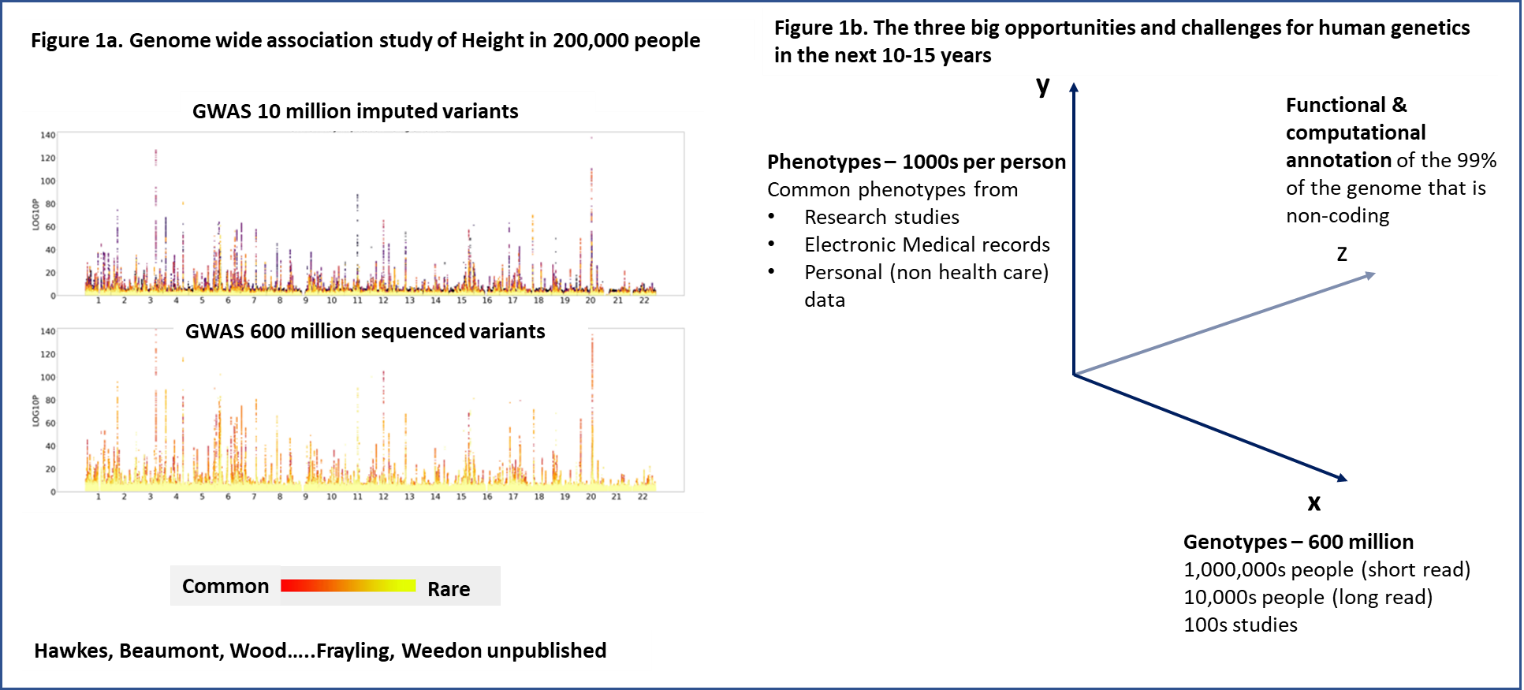 Figure 1a. Genome wide association study of Height in 200,000 people
GWAS 10 million imputed variants
140
120
100
80
60
40
20
0
LOG10P
1 2 3 4 5 6 7 8 9 10 11 12 13 14 15 16 17 18 19 20 21 22
GWAS 600 million sequenced variants
140
120
100
80
60
40
20
0
LOG10P
1 2 3 4 5 6 7 8 9 10 11 12 13 14 15 16 17 18 19 20 21 22
Common Rare
Hawkes, Beaumont, Wood…..Frayling, Weedon unpublished
Figure 1b. The three big opportunities and challenges for human genetics
in the next 10-15 years
y
Phenotypes – 1000s per person
Common phenotypes from
• Research studies
• Electronic Medical records
• Personal (non health care)
data
Functional &
computational
annotation of the 99%
of the genome that is
non-coding
z
x
Genotypes – 600 million
1,000,000s people (short read)
10,000s people (long read)
100s studies